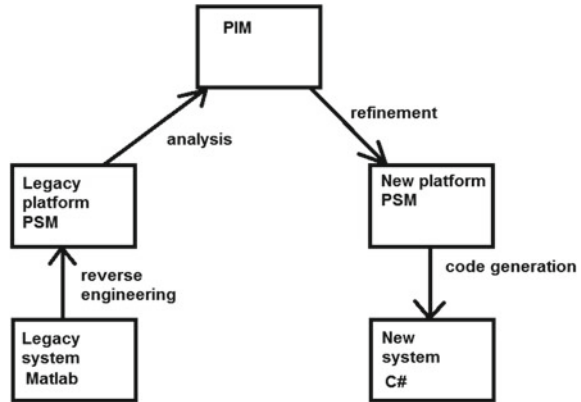 PIM
refinement
analysis
Legacy
platform
PSM
New platform
PSM
reverse
engineering
code generation
Legacy
system
Matlab
New
system
C#